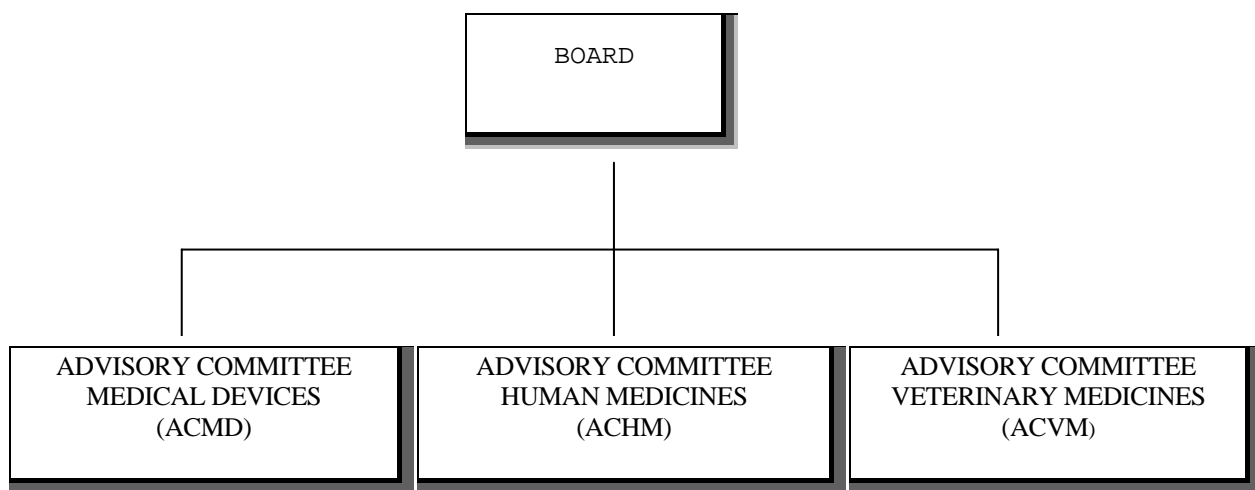 BOARD
ADVISORY COMMITTEE
MEDICAL DEVICES
(ACMD)
ADVISORY COMMITTEE
HUMAN MEDICINES
(ACHM)
ADVISORY COMMITTEE
VETERINARY MEDICINES
(ACVM)